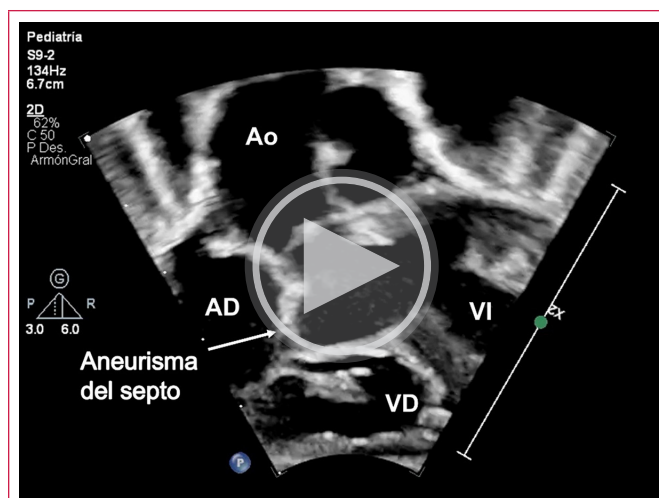 Pediatría
S9-2
134Hz
6.7cm
2D
62%
C 50
P Des.
ArmónGral
Ao
G
P R
3.0 6.0
AD
VI
x2
Aneurisma
del septo
VD
P